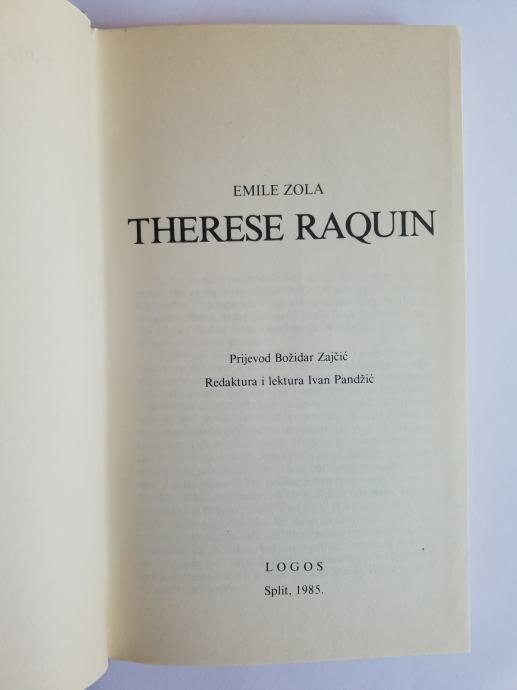 EMILE ZOLA
THERESE RAQUIN
Prijevod Božidar Zajčić
Redaktura i lektura Ivan Pandžić
LOGOS
Split, 1985.